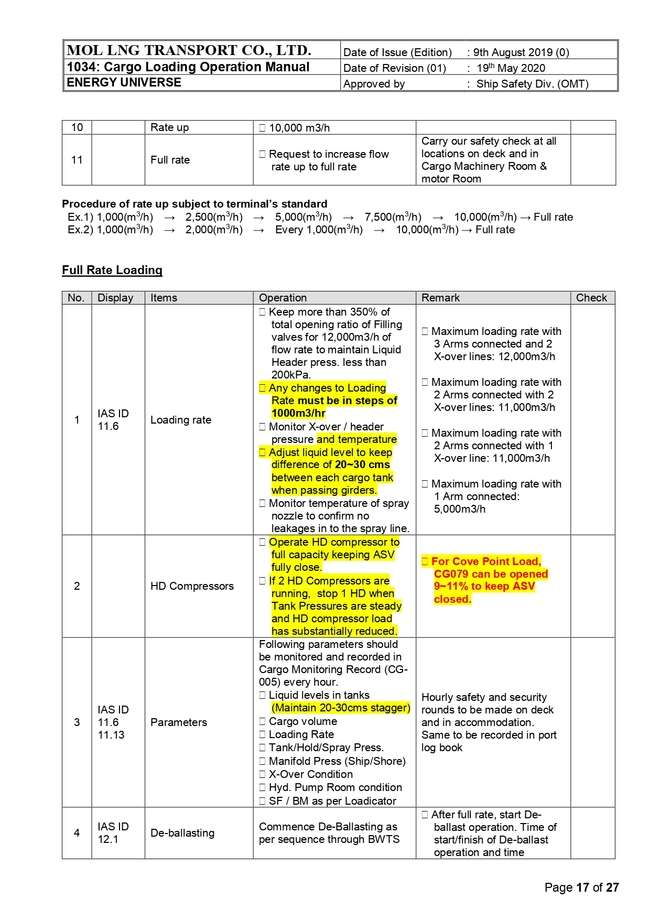 MOL LNG TRANSPORT CO., LTD.
Date of Issue (Edition) : 9th August 2019 (0)
1034: Cargo Loading Operation Manual
Date of Revision (01) : 19th May 2020
ENERGY UNIVERSE
Approved by : Ship Safety Div. (OMT)
10 Rate up □ 10,000 m3/h
11 Full rate
□ Request to increase flow
rate up to full rate
Carry our safety check at all
locations on deck and in
Cargo Machinery Room &
motor Room
Procedure of rate up subject to terminal's standard
Ex.1) 1,000(m³/h) → 2,500(m³/h) → 5,000(m³/h) → 7,500(m³/h) → 10,000(m³/h) → Full rate
Ex.2) 1,000(m³/h) → 2,000(m³/h) → Every 1,000(m³/h) → 10,000(m³/h) → Full rate
Full Rate Loading
No. Display Items Operation Remark Check
1
IAS ID
11.6
Loading rate
□ Keep more than 350% of
total opening ratio of Filling
valves for 12,000m3/h of
flow rate to maintain Liquid
Header press. less than
200kPa.
□ Any changes to Loading
Rate must be in steps of
1000m3/hr
□ Monitor X-over / header
pressure and temperature
□ Adjust liquid level to keep
difference of 20~30 cms
between each cargo tank
when passing girders.
□ Monitor temperature of spray
nozzle to confirm no
leakages in to the spray line.
□ Maximum loading rate with
3 Arms connected and 2
X-over lines: 12,000m3/h
□ Maximum loading rate with
2 Arms connected with 2
X-over lines: 11,000m3/h
□ Maximum loading rate with
2 Arms connected with 1
X-over line: 11,000m3/h
□ Maximum loading rate with
1 Arm connected:
5,000m3/h
2
HD Compressors
□ Operate HD compressor to
full capacity keeping ASV
fully close.
□ If 2 HD Compressors are
running, stop 1 HD when
Tank Pressures are steady
and HD compressor load
has substantially reduced.
□ For Cove Point Load,
CG079 can be opened
9~11% to keep ASV
closed.
3
IAS ID
11.6
11.13
Parameters
Following parameters should
be monitored and recorded in
Cargo Monitoring Record (CG-
005) every hour.
□ Liquid levels in tanks
(Maintain 20-30cms stagger)
□ Cargo volume
□ Loading Rate
□ Tank/Hold/Spray Press.
□ Manifold Press (Ship/Shore)
□ X-Over Condition
□ Hyd. Pump Room condition
□ SF / BM as per Loadicator
Hourly safety and security
rounds to be made on deck
and in accommodation.
Same to be recorded in port
log book
4
IAS ID
12.1
De-ballasting
Commence De-Ballasting as
per sequence through BWTS
□ After full rate, start De-
ballast operation. Time of
start/finish of De-ballast
operation and time
Page 17 of 27